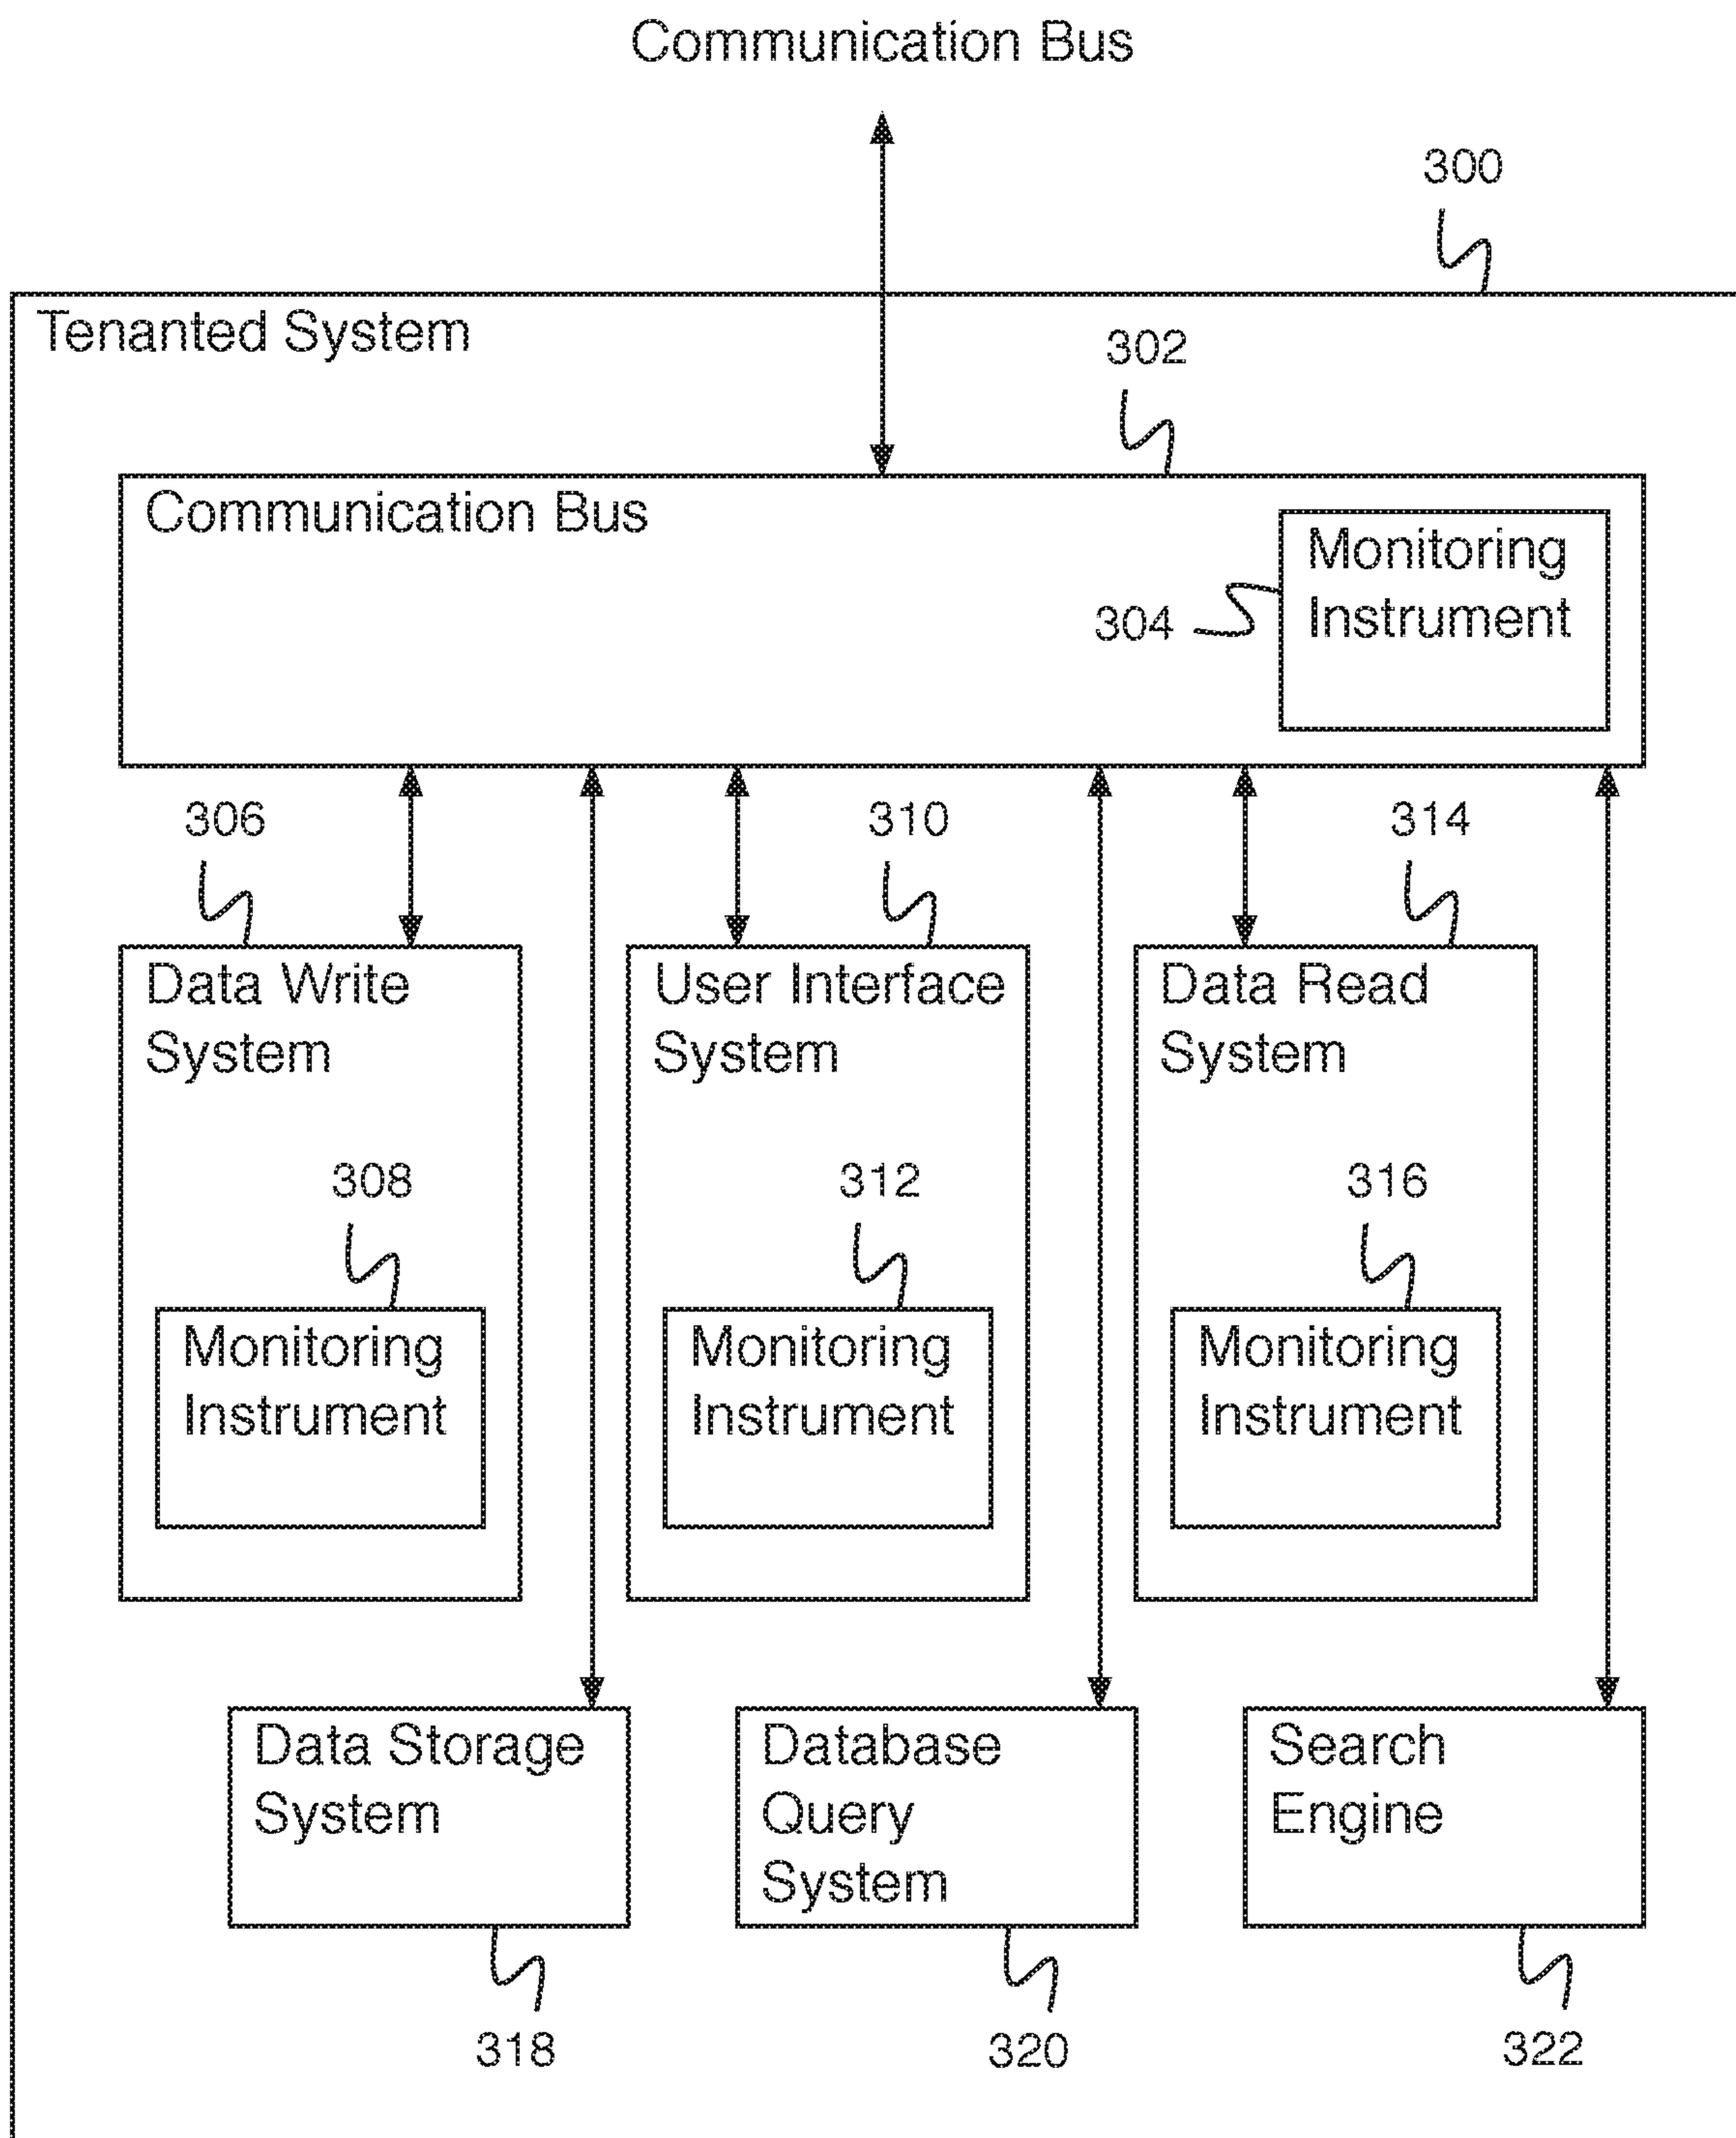 Communication Bus
300
Tenanted System
302
Communication Bus
Monitoring
Instrument
304
306
310
314
Data Write
System
User Interface
System
Data Read
System
308
312
316
Monitoring
Instrument
Monitoring
Instrument
Monitoring
Instrument
Data Storage
System
Database
Query
System
Search
Engine
318
320
322